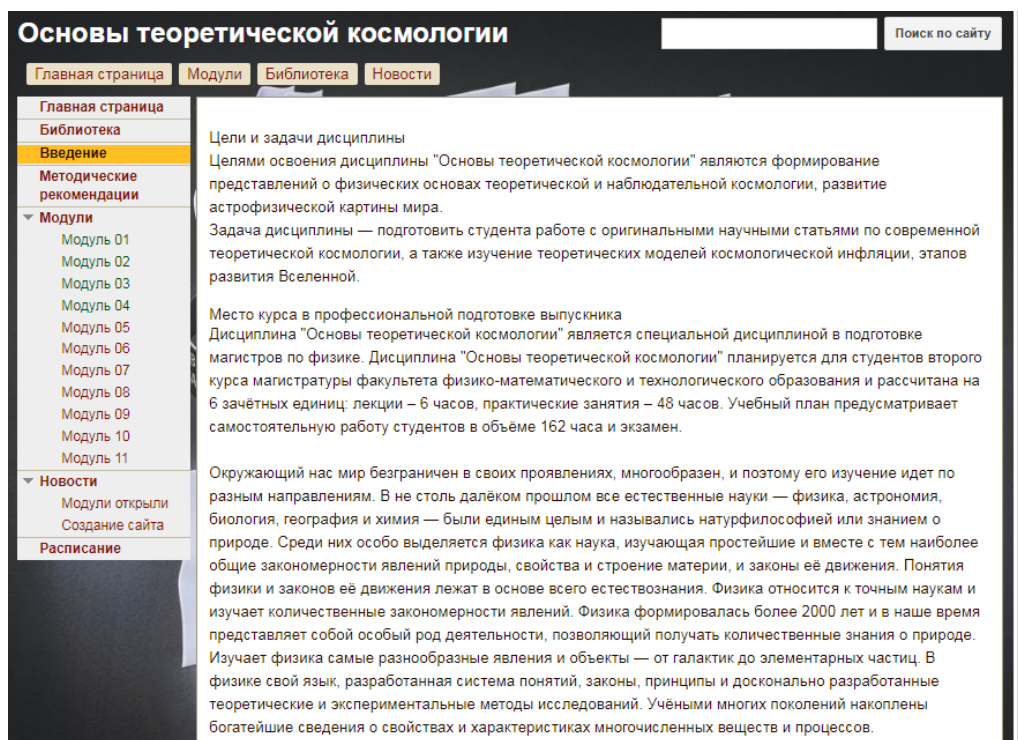 Основы теоретической космологии
Поиск по сайту
Главная страница
Модули
Библиотека
Новости
Главная страница
Библиотека
Введение
Методические
рекомендации
Модули
Модуль 01
Модуль 02
Модуль 03
Модуль 04
Модуль 05
Модуль 06
Модуль 07
Модуль 08
Модуль 09
Модуль 10
Модуль 11
Новости
Модули открыли
Создание сайта
Расписание
Цели и задачи дисциплины
Целями освоения дисциплины "Основы теоретической космологии" являются формирование
представлений о физических основах теоретической и наблюдательной космологии, развитие
астрофизической картины мира.
Задача дисциплины — подготовить студента работе с оригинальными научными статьями по современной
теоретической космологии, а также изучение теоретических моделей космологической инфляции, этапов
развития Вселенной.
Место курса в профессиональной подготовке выпускника
Дисциплина "Основы теоретической космологии" является специальной дисциплиной в подготовке
магистров по физике. Дисциплина "Основы теоретической космологии" планируется для студентов второго
курса магистратуры факультета физико-математического и технологического образования и рассчитана на
6 зачётных единиц: лекции – 6 часов, практические занятия – 48 часов. Учебный план предусматривает
самостоятельную работу студентов в объёме 162 часа и экзамен.
Окружающий нас мир безграничен в своих проявлениях, многообразен, и поэтому его изучение идет по
разным направлениям. В не столь далёком прошлом все естественные науки — физика, астрономия,
биология, география и химия — были единым целым и назывались натурфилософией или знанием о
природе. Среди них особо выделяется физика как наука, изучающая простейшие и вместе с тем наиболее
общие закономерности явлений природы, свойства и строение материи, и законы её движения. Понятия
физики и законов её движения лежат в основе всего естествознания. Физика относится к точным наукам и
изучает количественные закономерности явлений. Физика формировалась более 2000 лет и в наше время
представляет собой особый род деятельности, позволяющий получать количественные знания о природе.
Изучает физика самые разнообразные явления и объекты — от галактик до элементарных частиц. В
физике свой язык, разработанная система понятий, законы, принципы и досконально разработанные
теоретические и экспериментальные методы исследований. Учёными многих поколений накоплены
богатейшие сведения о свойствах и характеристиках многочисленных веществ и процессов.